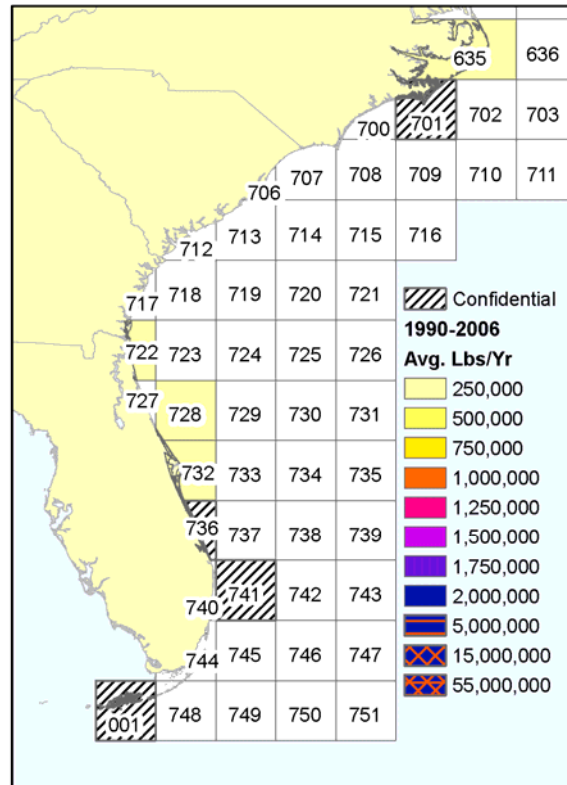 635 636
700 701 702 703
706 707 708 709 710 711
712 713 714 715 716
717 718 719 720 721
722 723 724 725 726
727 728 729 730 731
732 733 734 735
736 737 738 739
740 741 742 743
744 745 746 747
001 748 749 750 751
Confidential
1990-2006
Avg. Lbs/Yr
250,000
500,000
750,000
1,000,000
1,250,000
1,500,000
1,750,000
2,000,000
5,000,000
15,000,000
55,000,000